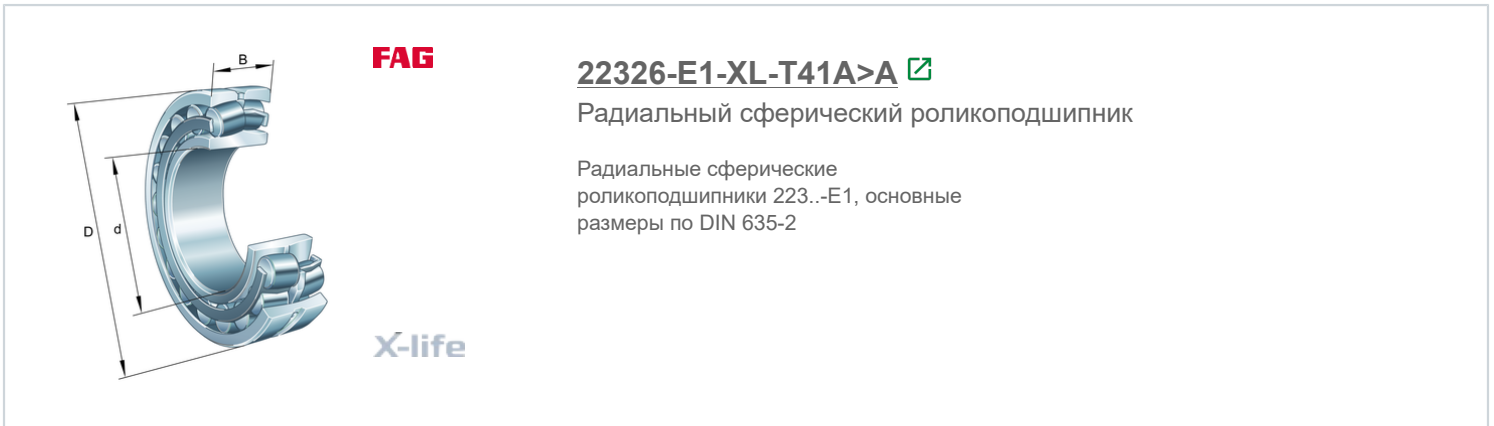 FAG
B
D
d
X-life
22326-E1-XL-T41A>A
Радиальный сферический роликоподшипник
Радиальные сферические
роликоподшипники 223..-E1, основные
размеры по DIN 635-2